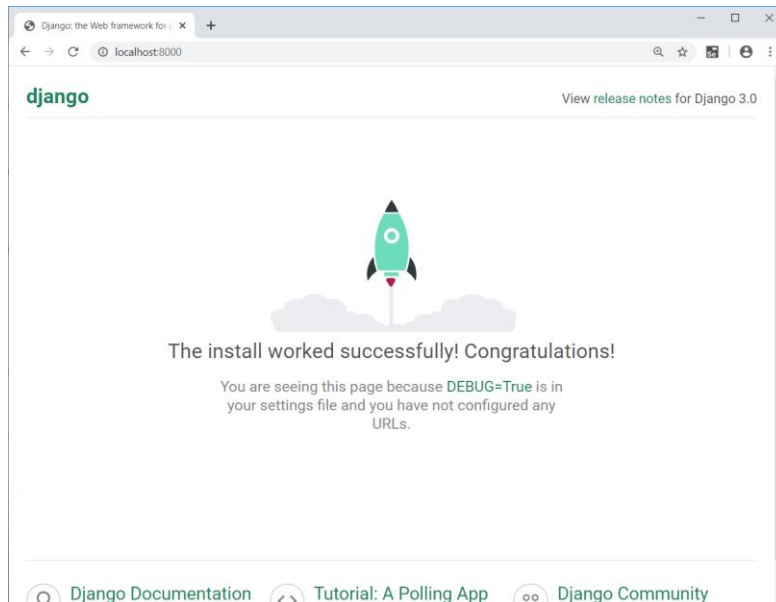 Django: the Web framework for
localhost:8000
django
View release notes for Django 3.0
The install worked successfully! Congratulations!
You are seeing this page because DEBUG=True is in
your settings file and you have not configured any
URLs.
Django Documentation
Tutorial: A Polling App
Django Community